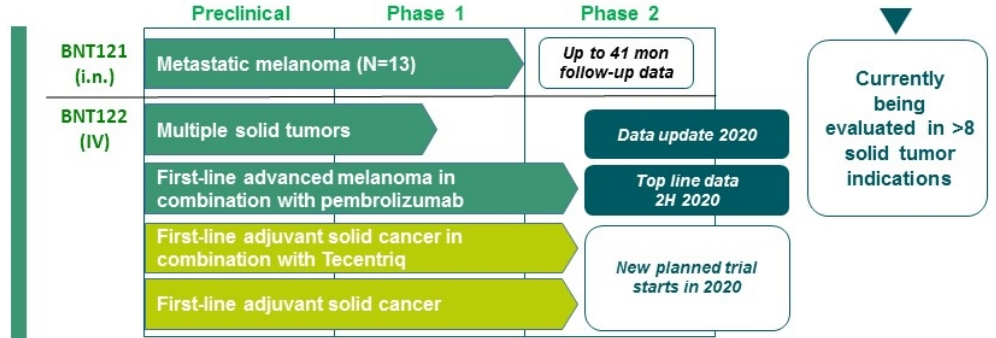 Preclinical Phase 1 Phase 2
BNT121
(i.n.)
Metastatic melanoma (N=13)
Up to 41 mon
follow-up data
BNT122
(IV)
Multiple solid tumors
Data update 2020
First-line advanced melanoma in
combination with pembrolizumab
Top line data
2H 2020
First-line adjuvant solid cancer in
combination with Tecentriq
First-line adjuvant solid cancer
New planned trial
starts in 2020
Currently
being
evaluated in >8
solid tumor
indications